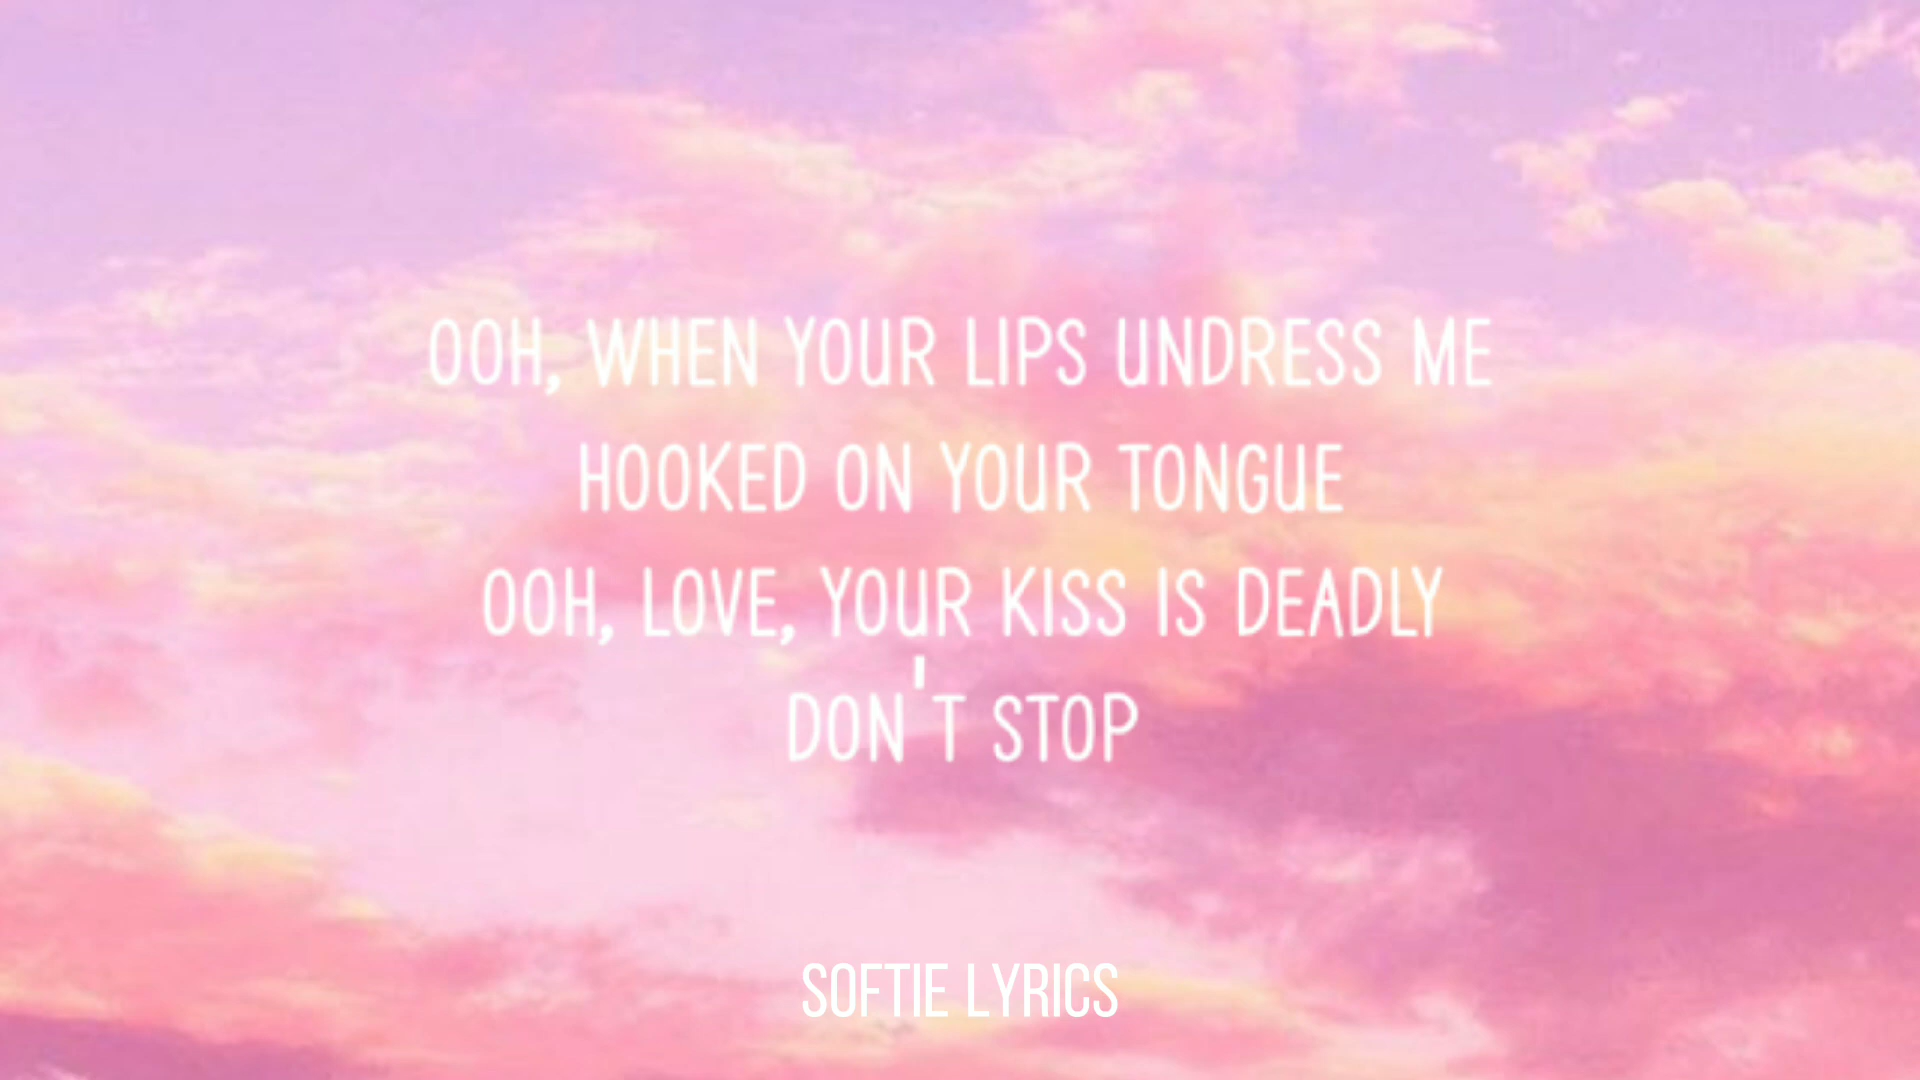 OOH, WHEN YOUR LIPS UNDRESS ME
HOOKED ON YOUR TONGUE
OOH, LOVE, YOUR KISS IS DEADLY
DON'T STOP
SOFTIE LYRICS